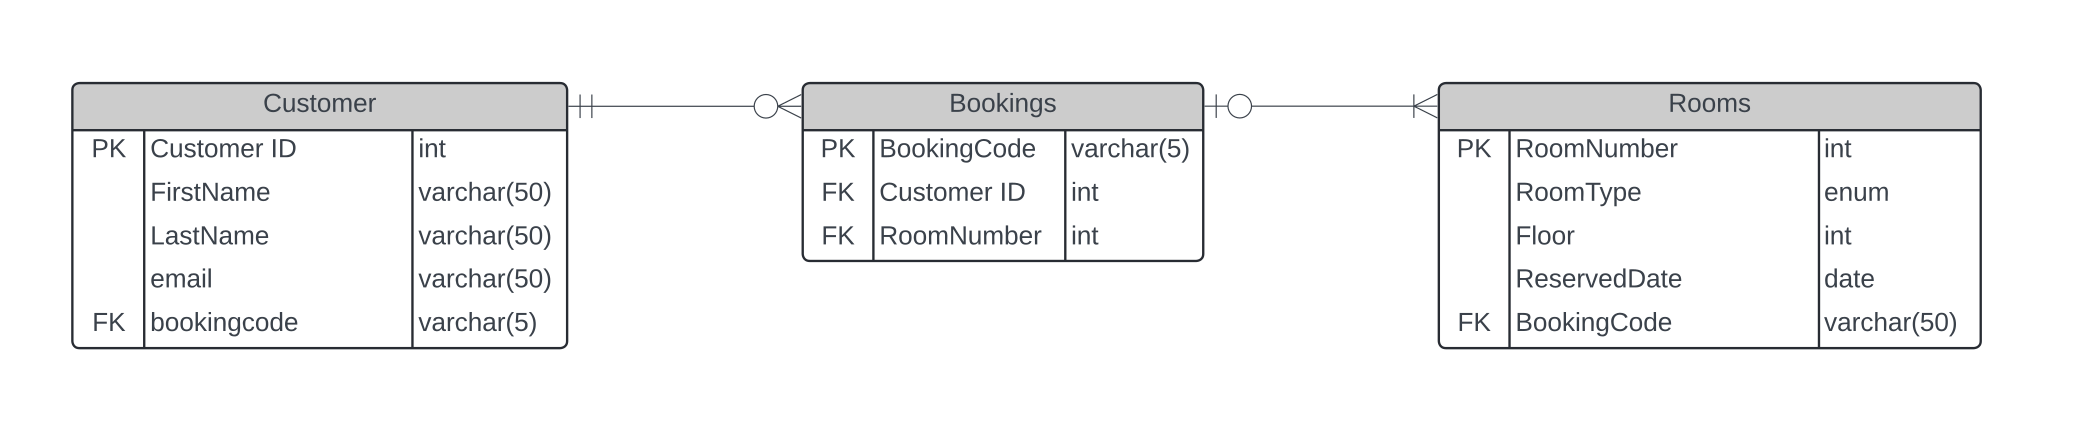 Customer
PK Customer ID int
FirstName varchar(50)
LastName varchar(50)
email varchar(50)
FK bookingcode varchar(5)
Bookings
PK BookingCode varchar(5)
FK Customer ID int
FK RoomNumber int
Rooms
PK RoomNumber int
RoomType enum
Floor int
ReservedDate date
FK BookingCode varchar(50)